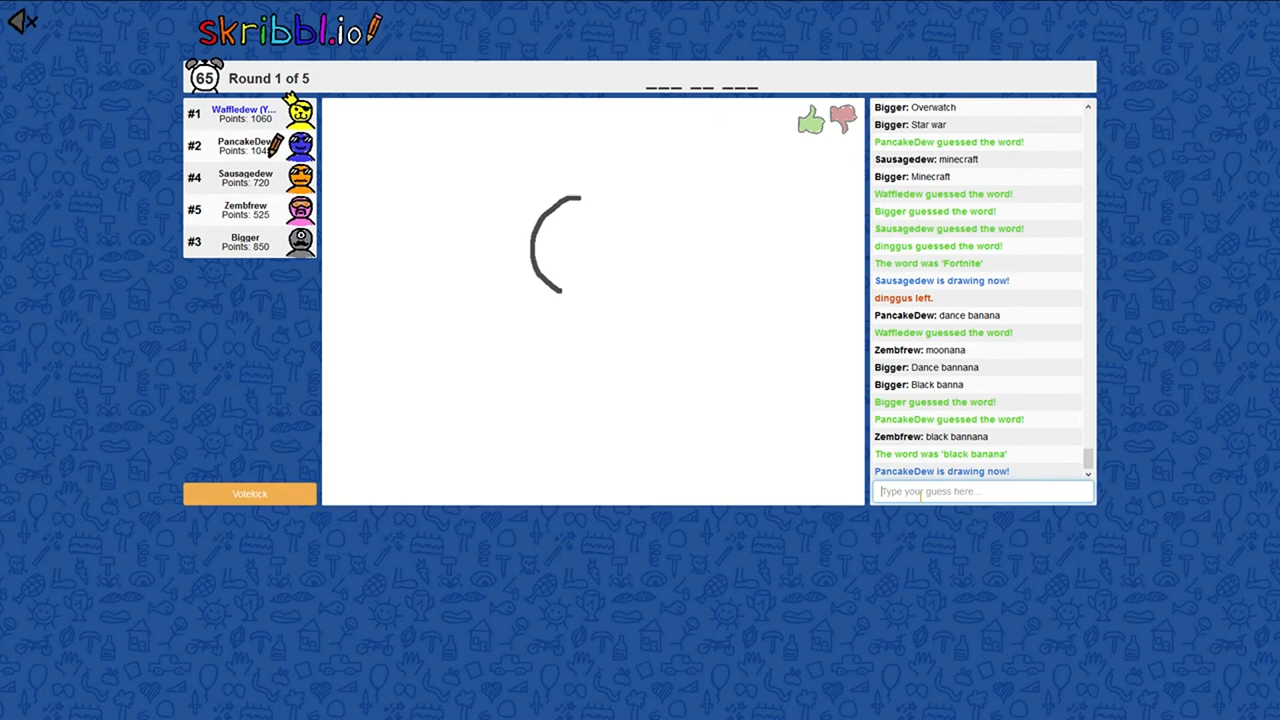 skribbl.io
65
Round 1 of 5
___ __ ___
#1
Waffledew (Y...
Points: 1060
#2
PancakeDew
Points: 104
#4
Sausagedew
Points: 720
#5
Zembfrew
Points: 525
#3
Bigger
Points: 850
Votekick
Bigger: Overwatch
Bigger: Star war
PancakeDew guessed the word!
Sausagedew: minecraft
Bigger: Minecraft
Waffledew guessed the word!
Bigger guessed the word!
Sausagedew guessed the word!
dinggus guessed the word!
The word was 'Fortnite'
Sausagedew is drawing now!
dinggus left.
PancakeDew: dance banana
Waffledew guessed the word!
Zembfrew: moonana
Bigger: Dance bannana
Bigger: Black banna
Bigger guessed the word!
PancakeDew guessed the word!
Zembfrew: black bannana
The word was 'black banana'
PancakeDew is drawing now!
Type your guess here...